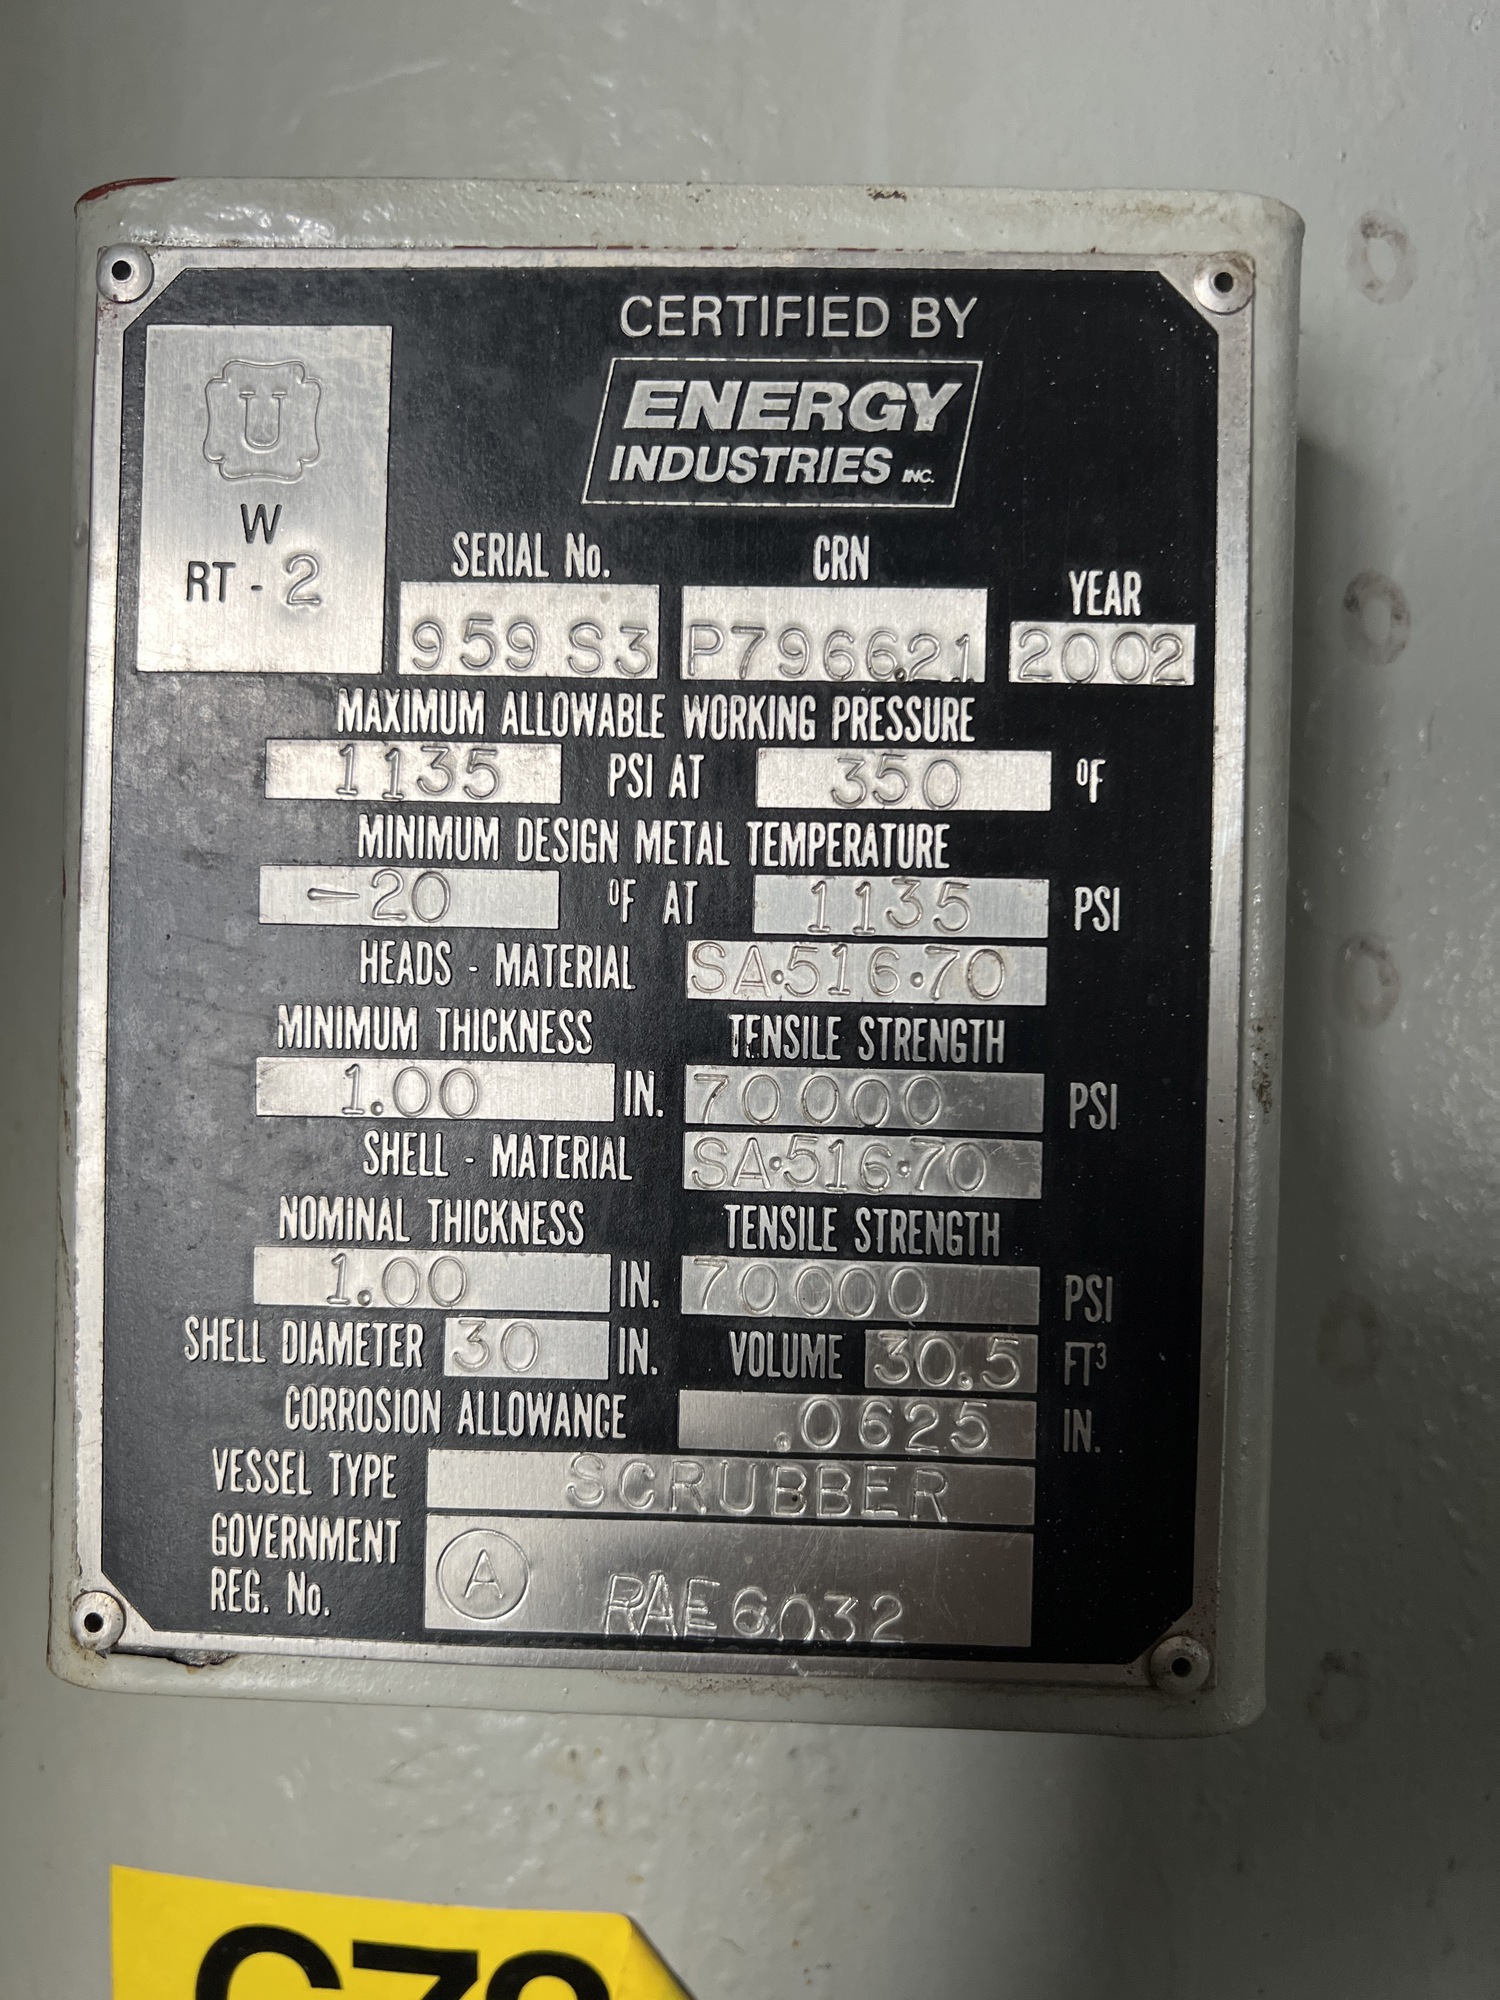 CERTIFIED BY
ENERGY
INDUSTRIES INC.
U
W
RT - 2
SERIAL No. CRN YEAR
959 S3 P7966.21 2002
MAXIMUM ALLOWABLE WORKING PRESSURE
1135 PSI AT 350 °F
MINIMUM DESIGN METAL TEMPERATURE
-20 °F AT 1135 PSI
HEADS - MATERIAL SA·516·70
MINIMUM THICKNESS TENSILE STRENGTH
1.00 IN. 70000 PSI
SHELL - MATERIAL SA·516·70
NOMINAL THICKNESS TENSILE STRENGTH
1.00 IN. 70000 PSI
SHELL DIAMETER 30 IN. VOLUME 30.5 FT³
CORROSION ALLOWANCE .0625 IN.
VESSEL TYPE SCRUBBER
GOVERNMENT
REG. No. A RAE6032